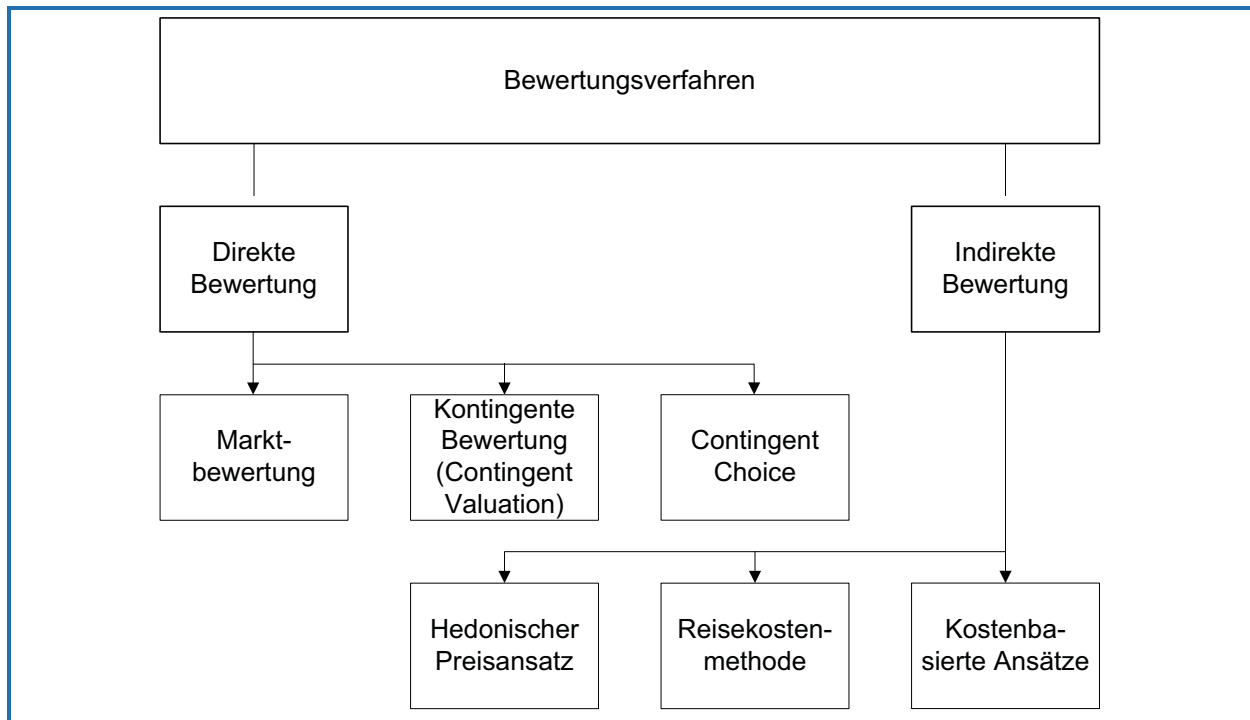 Bewertungsverfahren
Direkte
Bewertung
Indirekte
Bewertung
Markt-
bewertung
Kontingente
Bewertung
(Contingent
Valuation)
Contingent
Choice
Hedonischer
Preisansatz
Reisekosten-
methode
Kostenba-
sierte Ansätze